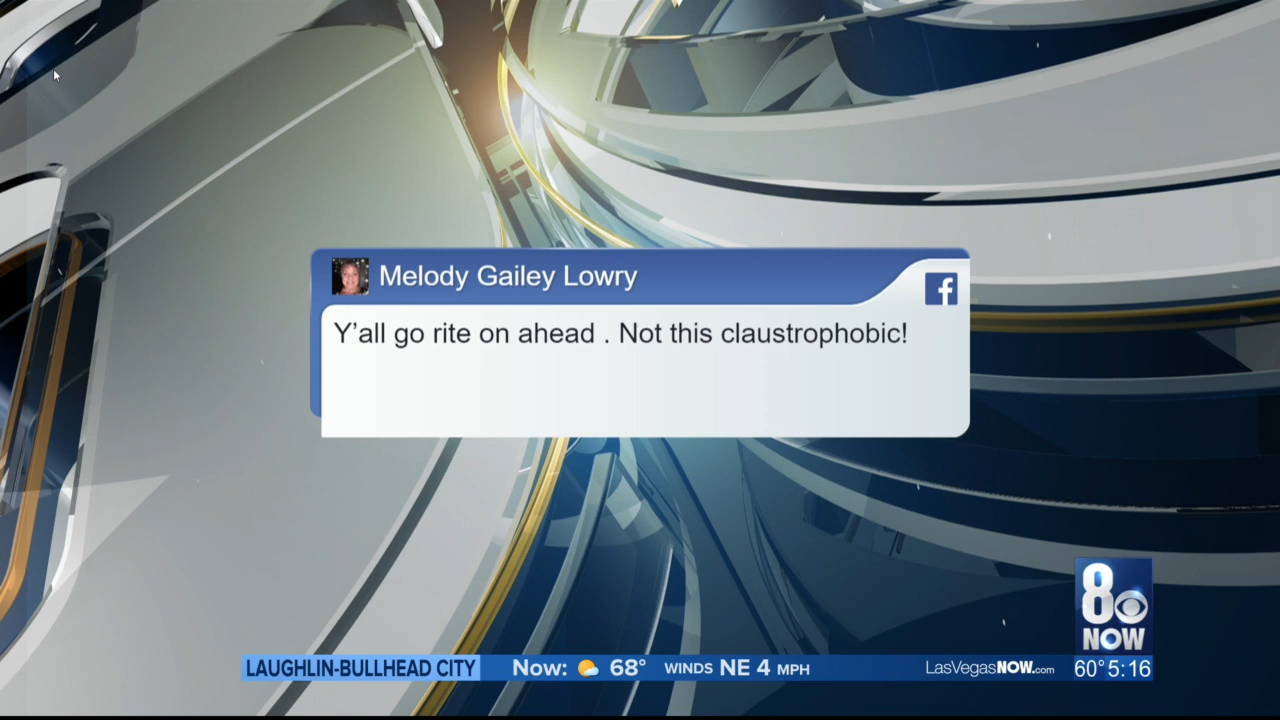 Melody Gailey Lowry
f
Y’all go rite on ahead . Not this claustrophobic!
8
NOW
LAUGHLIN-BULLHEAD CITY Now: 68° WINDS NE 4 MPH LasVegasNOW.com 60° 5:16